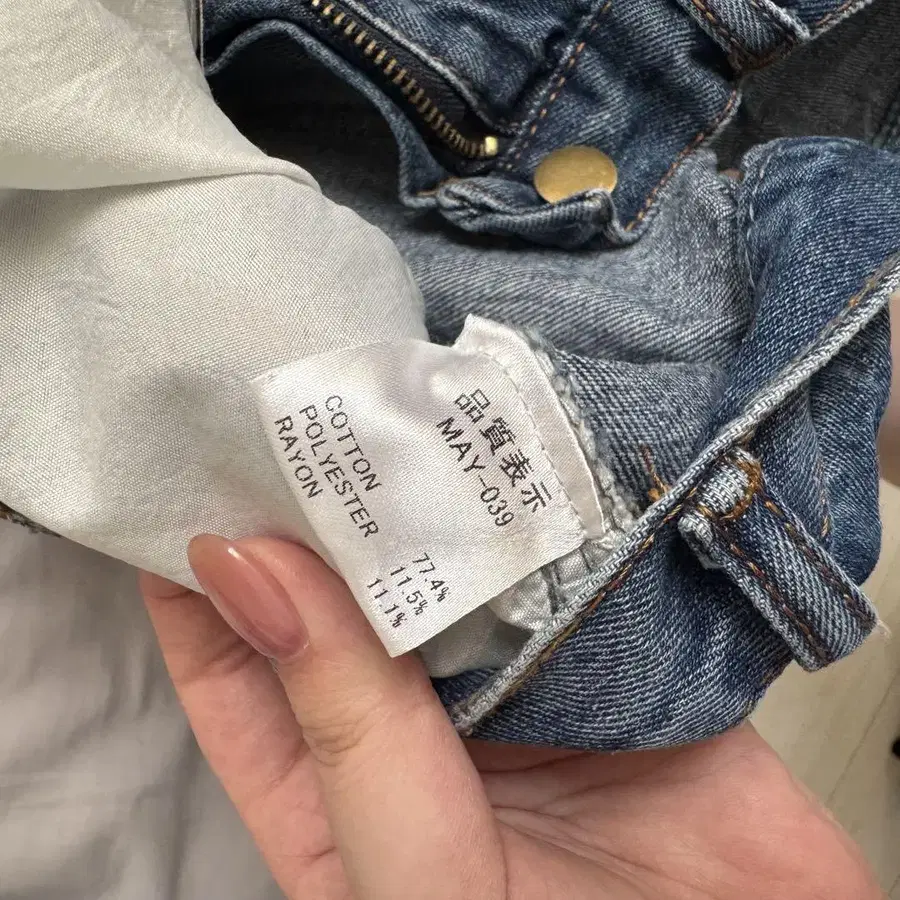 品質表示
MAY-039
COTTON 77.4%
POLYESTER 11.5%
RAYON 11.1%